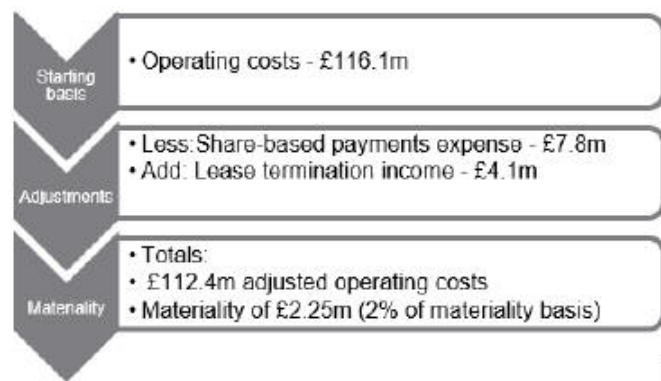 Starting
basis
• Operating costs - £116.1m
Adjustments
• Less:Share-based payments expense - £7.8m
• Add: Lease termination income - £4.1m
Materiality
• Totals:
• £112.4m adjusted operating costs
• Materiality of £2.25m (2% of materiality basis)